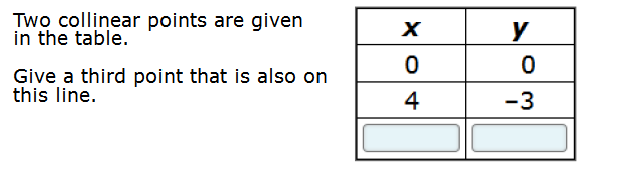 Two collinear points are given
in the table.
Give a third point that is also on
this line.
x y
0 0
4 −3